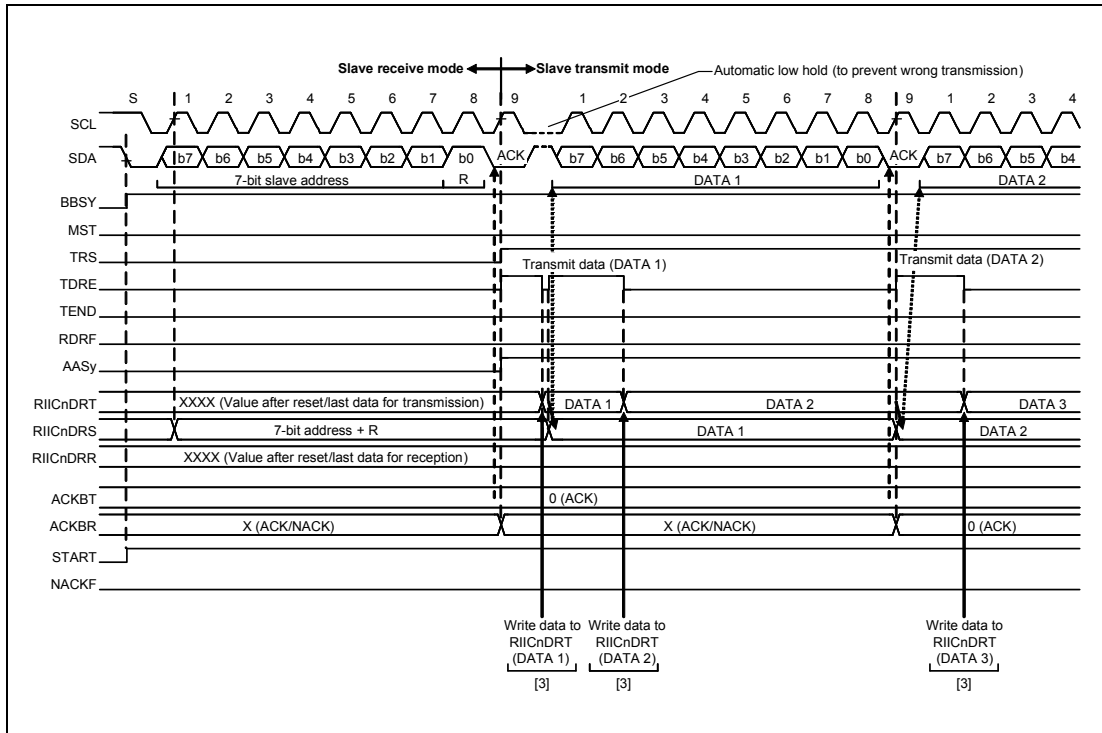 Slave receive mode Slave transmit mode Automatic low hold (to prevent wrong transmission)
S 1 2 3 4 5 6 7 8 9 1 2 3 4 5 6 7 8 9 1 2 3 4
SCL
SDA b7 b6 b5 b4 b3 b2 b1 b0 ACK b7 b6 b5 b4 b3 b2 b1 b0 ACK b7 b6 b5 b4
7-bit slave address R DATA 1 DATA 2
BBSY
MST
TRS
Transmit data (DATA 1) Transmit data (DATA 2)
TDRE
TEND
RDRF
AASy
RIICnDRT XXXX (Value after reset/last data for transmission) DATA 1 DATA 2 DATA 3
RIICnDRS 7-bit address + R DATA 1 DATA 2
RIICnDRR XXXX (Value after reset/last data for reception)
ACKBT 0 (ACK)
ACKBR X (ACK/NACK) X (ACK/NACK) 0 (ACK)
START
NACKF
Write data to Write data to Write data to
RIICnDRT RIICnDRT RIICnDRT
(DATA 1) (DATA 2) (DATA 3)
[3] [3] [3]